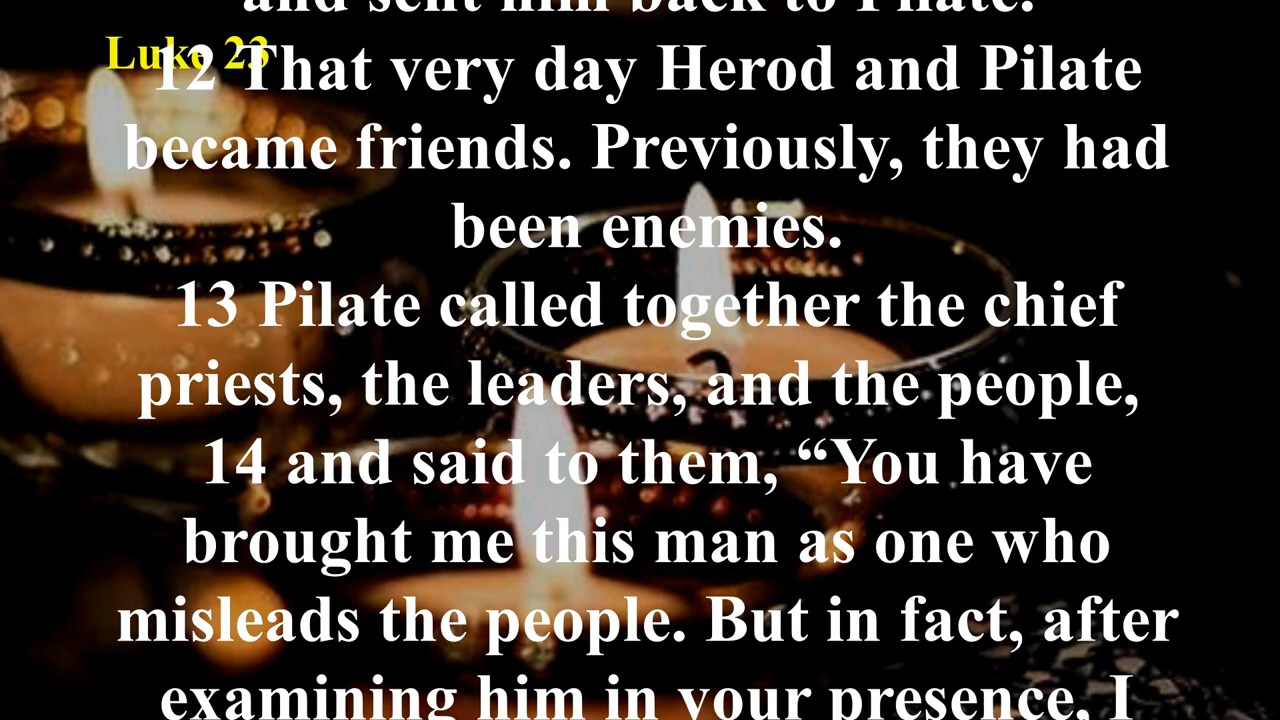 and sent him back to Pilate.
Luke 23
12 That very day Herod and Pilate
became friends. Previously, they had
been enemies.
13 Pilate called together the chief
priests, the leaders, and the people,
14 and said to them, “You have
brought me this man as one who
misleads the people. But in fact, after
examining him in your presence, I